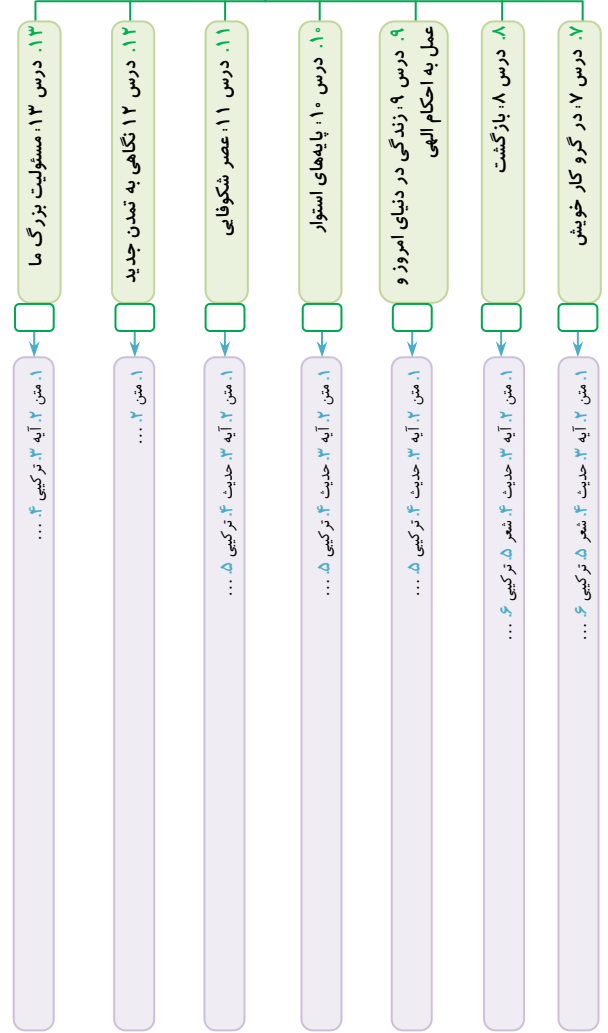 ۷. درس ۷: در گرو کار خویش
۱. متن ۲. آیه ۳. حدیث ۴. شعر ۵. ترکیبی ۶. ...
۸. درس ۸: بازگشت
۱. متن ۲. آیه ۳. حدیث ۴. شعر ۵. ترکیبی ۶. ...
۹. درس ۹: زندگی در دنیای امروز و
عمل به احکام الهی
۱. متن ۲. آیه ۳. حدیث ۴. ترکیبی ۵. ...
۱۰. درس ۱۰: پایه‌های استوار
۱. متن ۲. آیه ۳. حدیث ۴. ترکیبی ۵. ...
۱۱. درس ۱۱: عصر شکوفایی
۱. متن ۲. آیه ۳. حدیث ۴. ترکیبی ۵. ...
۱۲. درس ۱۲ نگاهی به تمدن جدید
۱. متن ۲. ...
۱۳. درس ۱۳: مسئولیت بزرگ ما
۱. متن ۲. آیه ۳. ترکیبی ۴. ...